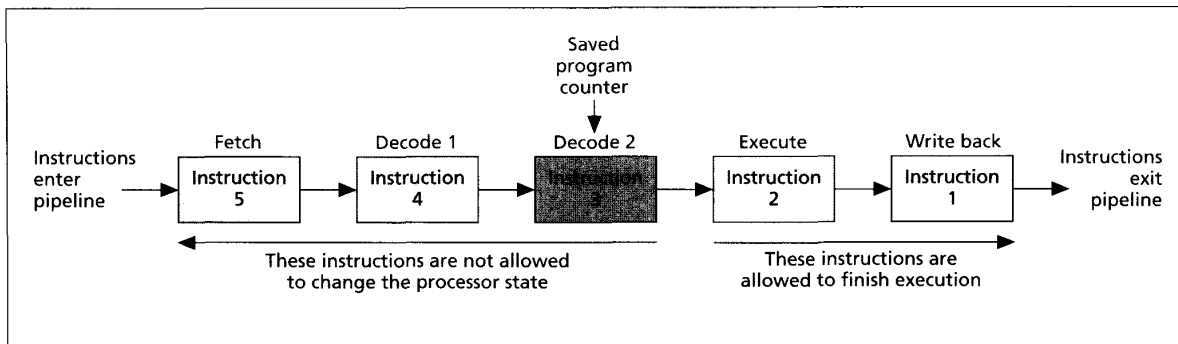 Saved
program
counter
Fetch
Decode 1
Decode 2
Execute
Write back
Instructions
enter
pipeline
Instruction
5
Instruction
4
Instruction
3
Instruction
2
Instruction
1
Instructions
exit
pipeline
These instructions are not allowed
to change the processor state
These instructions are
allowed to finish execution